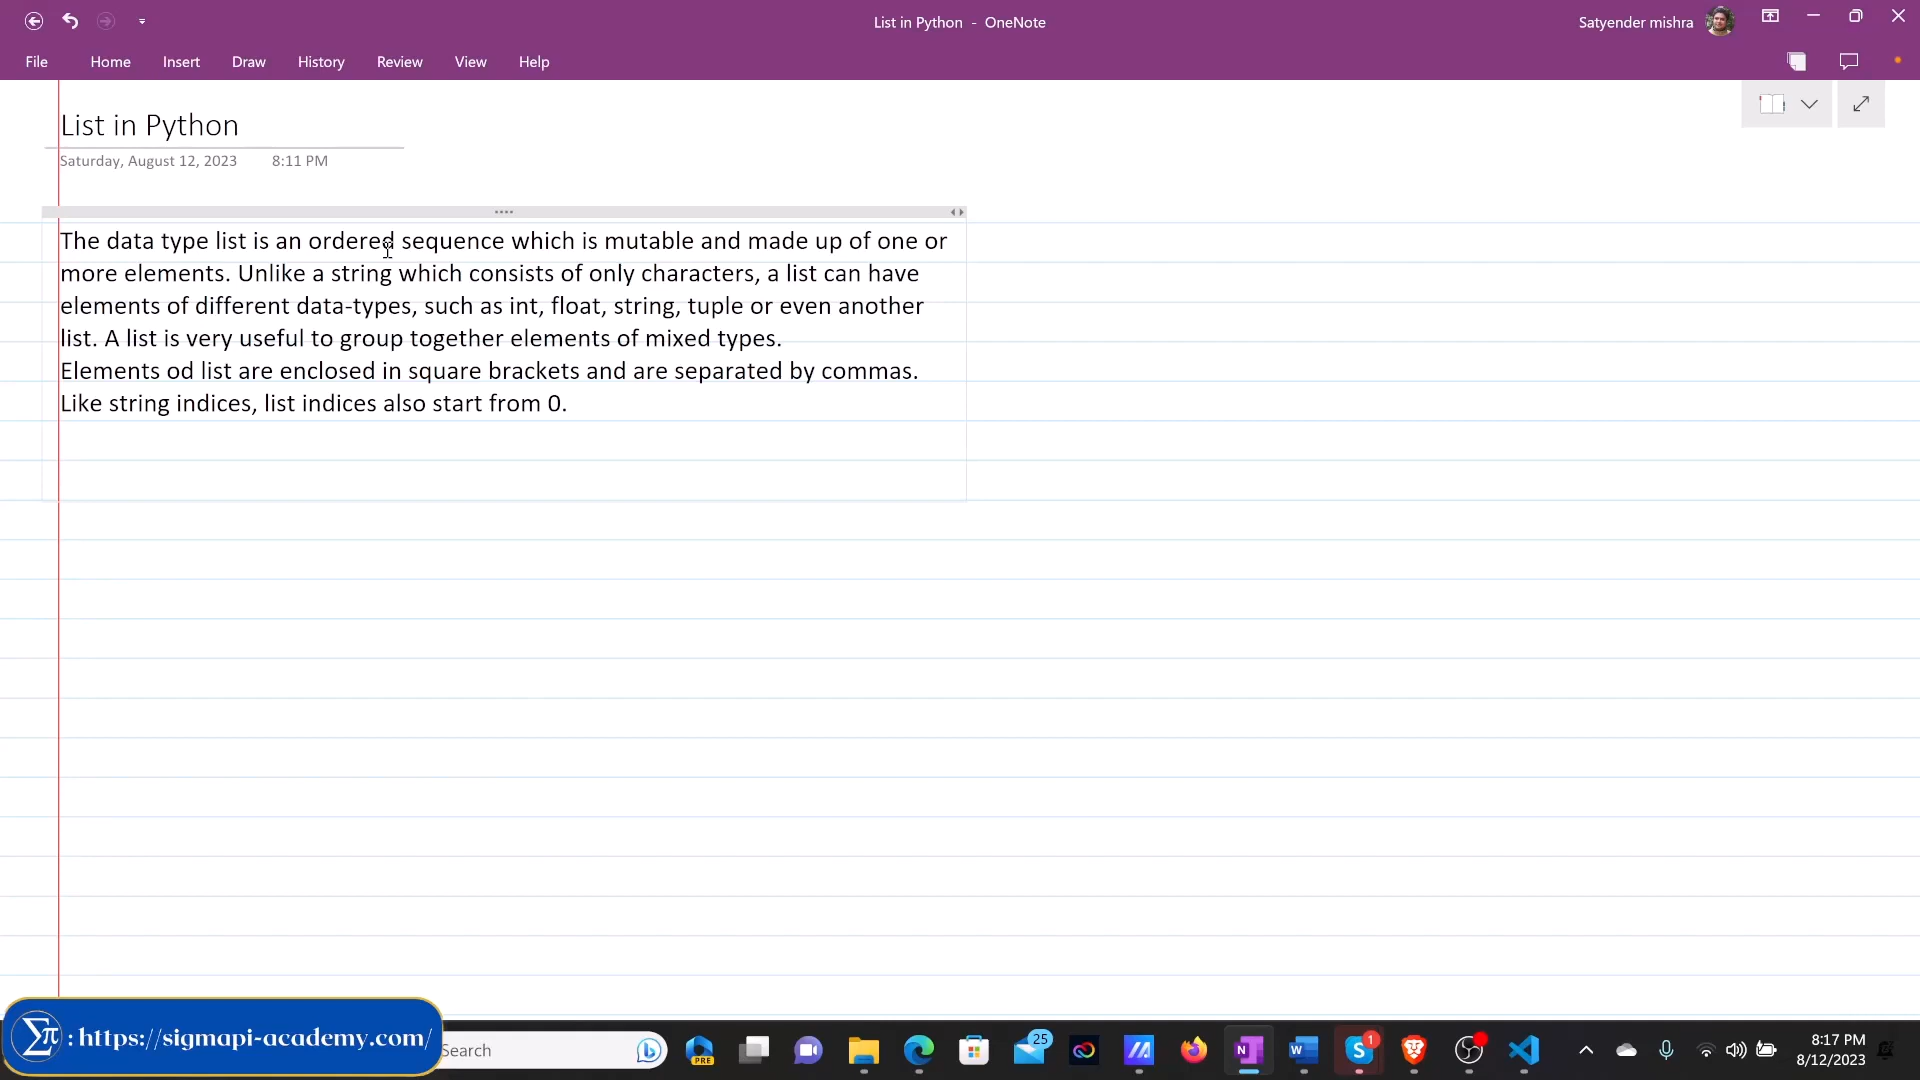 List in Python - OneNote
Satyender mishra
File Home Insert Draw History Review View Help
List in Python
Saturday, August 12, 2023 8:11 PM
The data type list is an ordered sequence which is mutable and made up of one or
more elements. Unlike a string which consists of only characters, a list can have
elements of different data-types, such as int, float, string, tuple or even another
list. A list is very useful to group together elements of mixed types.
Elements od list are enclosed in square brackets and are separated by commas.
Like string indices, list indices also start from 0.
Σπ : https://sigmapi-academy.com/
Search
PRE
25
N
W
S
1
8:17 PM
8/12/2023